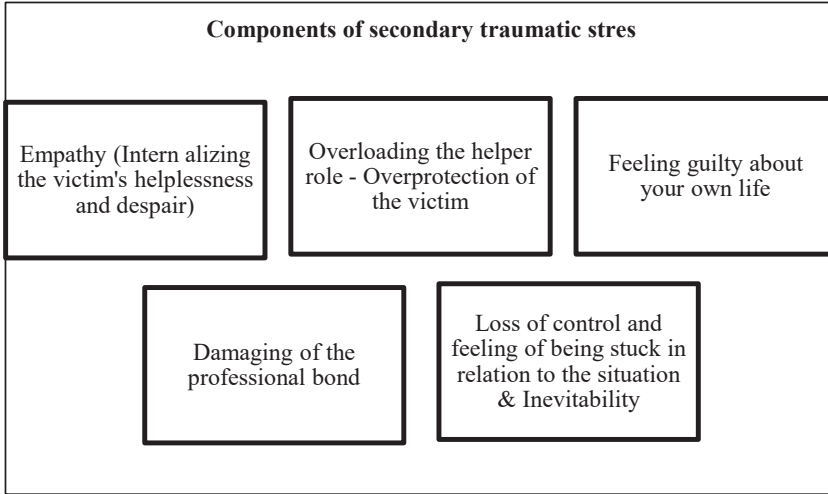 Components of secondary traumatic stres
Empathy (Intern alizing
the victim's helplessness
and despair)
Overloading the helper
role - Overprotection of
the victim
Feeling guilty about
your own life
Damaging of the
professional bond
Loss of control and
feeling of being stuck in
relation to the situation
& Inevitability